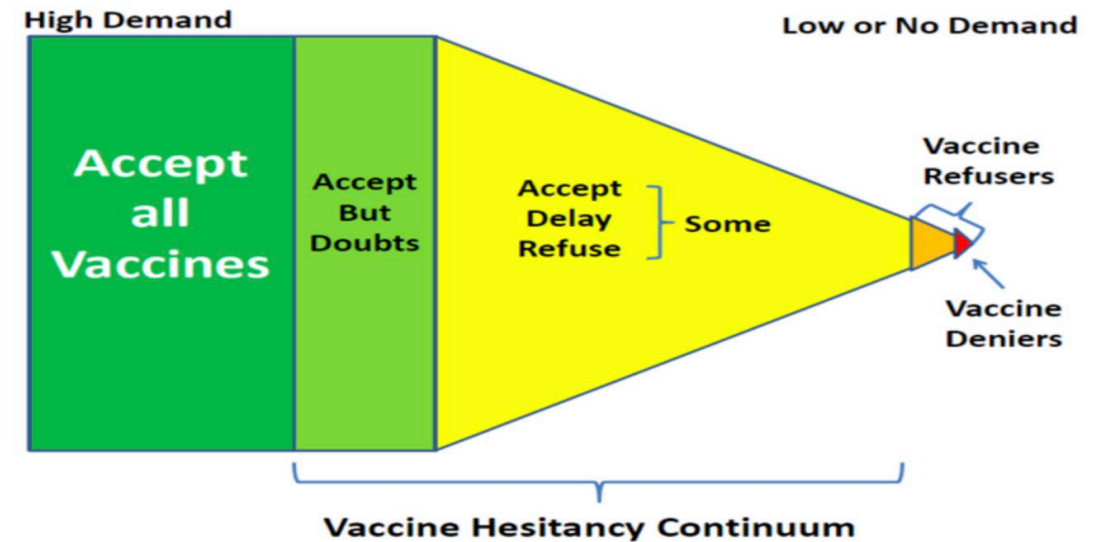 High Demand
Low or No Demand
Accept
all
Vaccines
Accept
But
Doubts
Accept
Delay
Refuse
Some
Vaccine
Refusers
Vaccine
Deniers
Vaccine Hesitancy Continuum